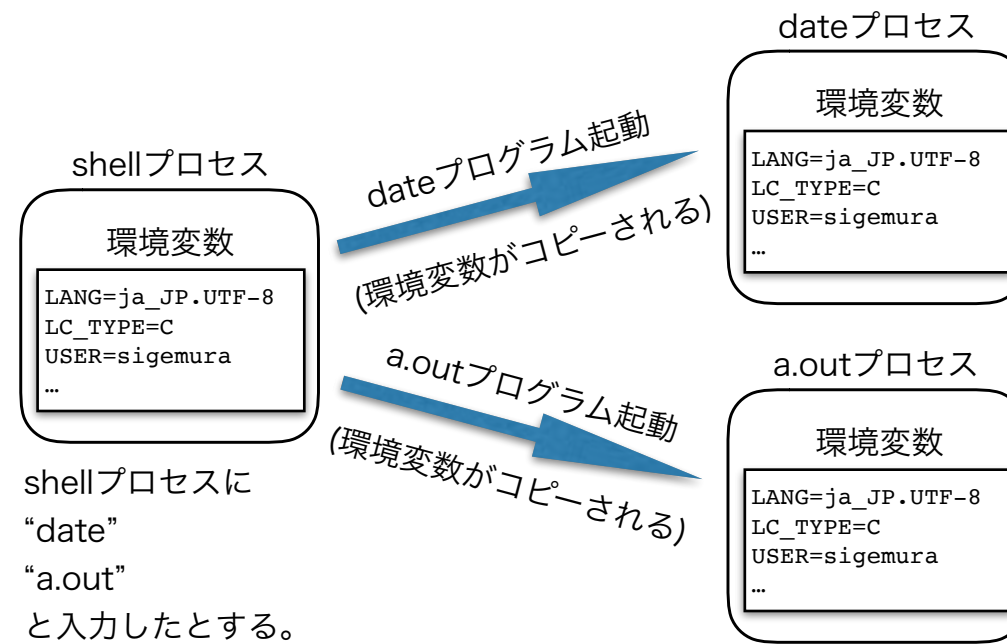 shellプロセス
環境変数
LANG=ja_JP.UTF-8
LC_TYPE=C
USER=sigemura
…
shellプロセスに
“date”
“a.out”
と入力したとする。
dateプログラム起動
(環境変数がコピーされる)
a.outプログラム起動
(環境変数がコピーされる)
dateプロセス
環境変数
LANG=ja_JP.UTF-8
LC_TYPE=C
USER=sigemura
…
a.outプロセス
環境変数
LANG=ja_JP.UTF-8
LC_TYPE=C
USER=sigemura
…